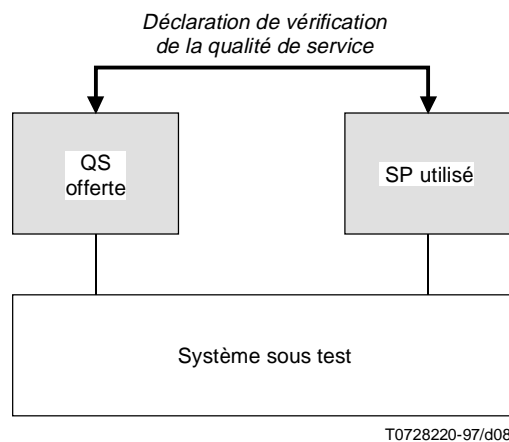 Déclaration de vérification
de la qualité de service
QS
offerte
SP utilisé
Système sous test
T0728220-97/d08